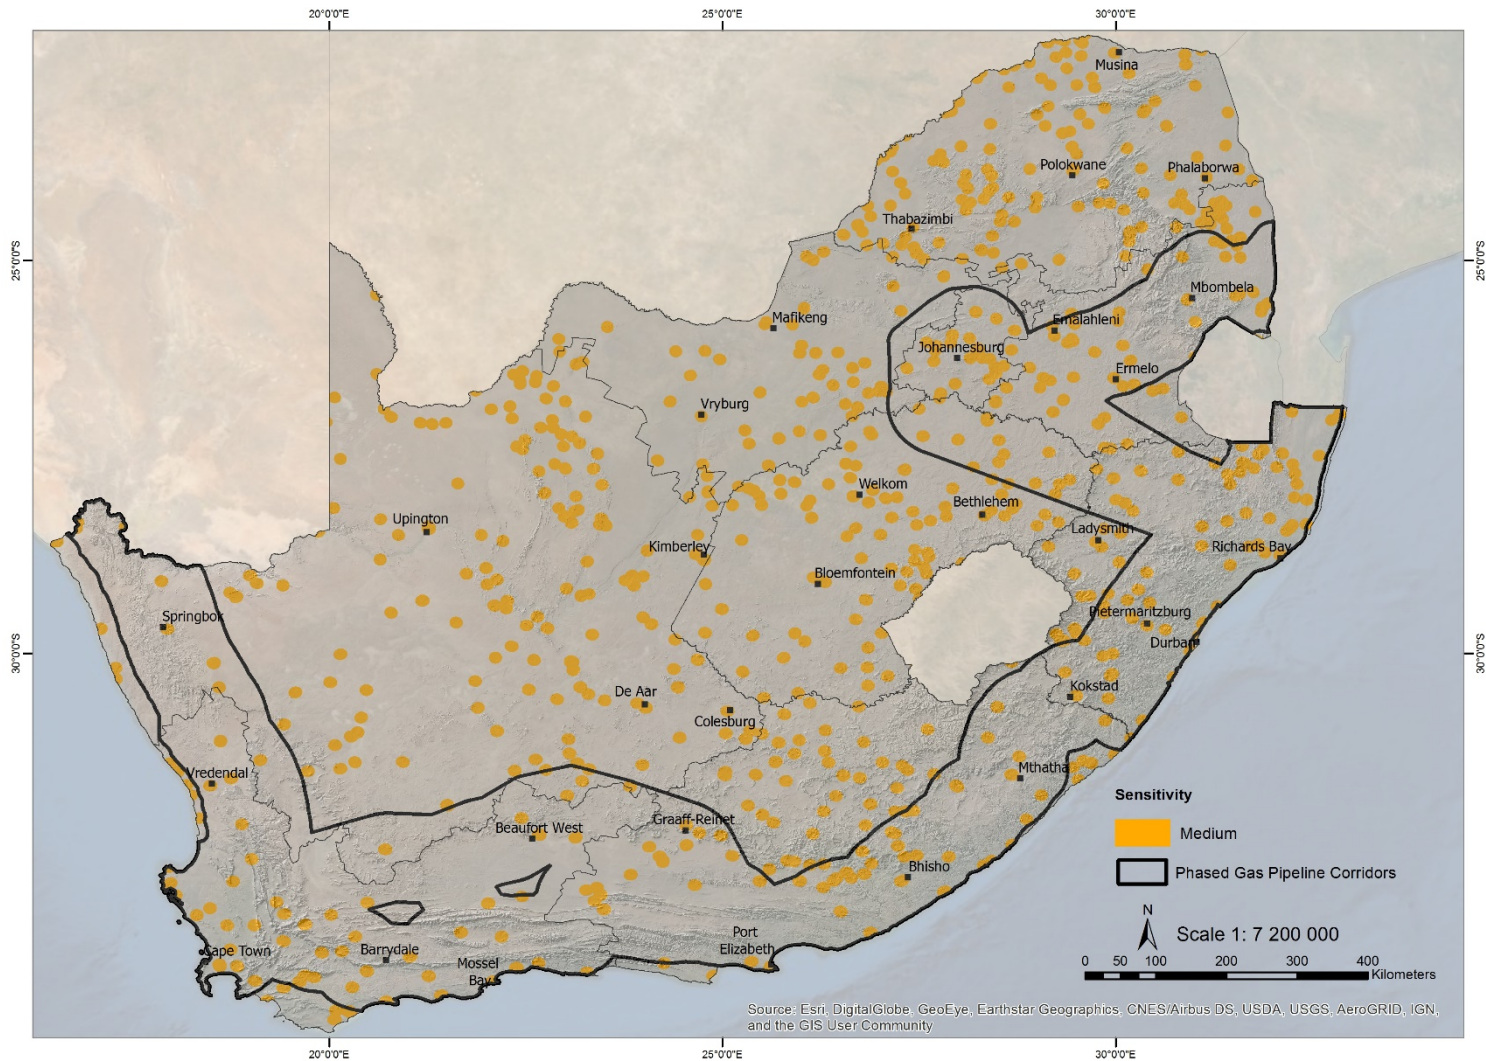 20°0'0"E 25°0'0"E 30°0'0"E
Musina
Polokwane
Phalaborwa
Thabazimbi
25°0'0"S
25°0'0"S
Mbombela
Mafikeng
Emalahleni
Johannesburg
Ermelo
Vryburg
Welkom
Bethlehem
Upington
Ladysmith
Kimberley
Richards Bay
Bloemfontein
Springbok
Pietermaritzburg
Durban
30°0'0"S
30°0'0"S
Kokstad
De Aar
Colesburg
Mthatha
Vredendal
Sensitivity
Medium
Graaff-Reinet
Beaufort West
Bhisho
Phased Gas Pipeline Corridors
N
Scale 1: 7 200 000
Port
Elizabeth
Cape Town
Barrydale
Mossel
Bay
0 50 100 200 300 400
Kilometers
Source: Esri, DigitalGlobe, GeoEye, Earthstar Geographics, CNES/Airbus DS, USDA, USGS, AeroGRID, IGN,
and the GIS User Community
20°0'0"E 25°0'0"E 30°0'0"E